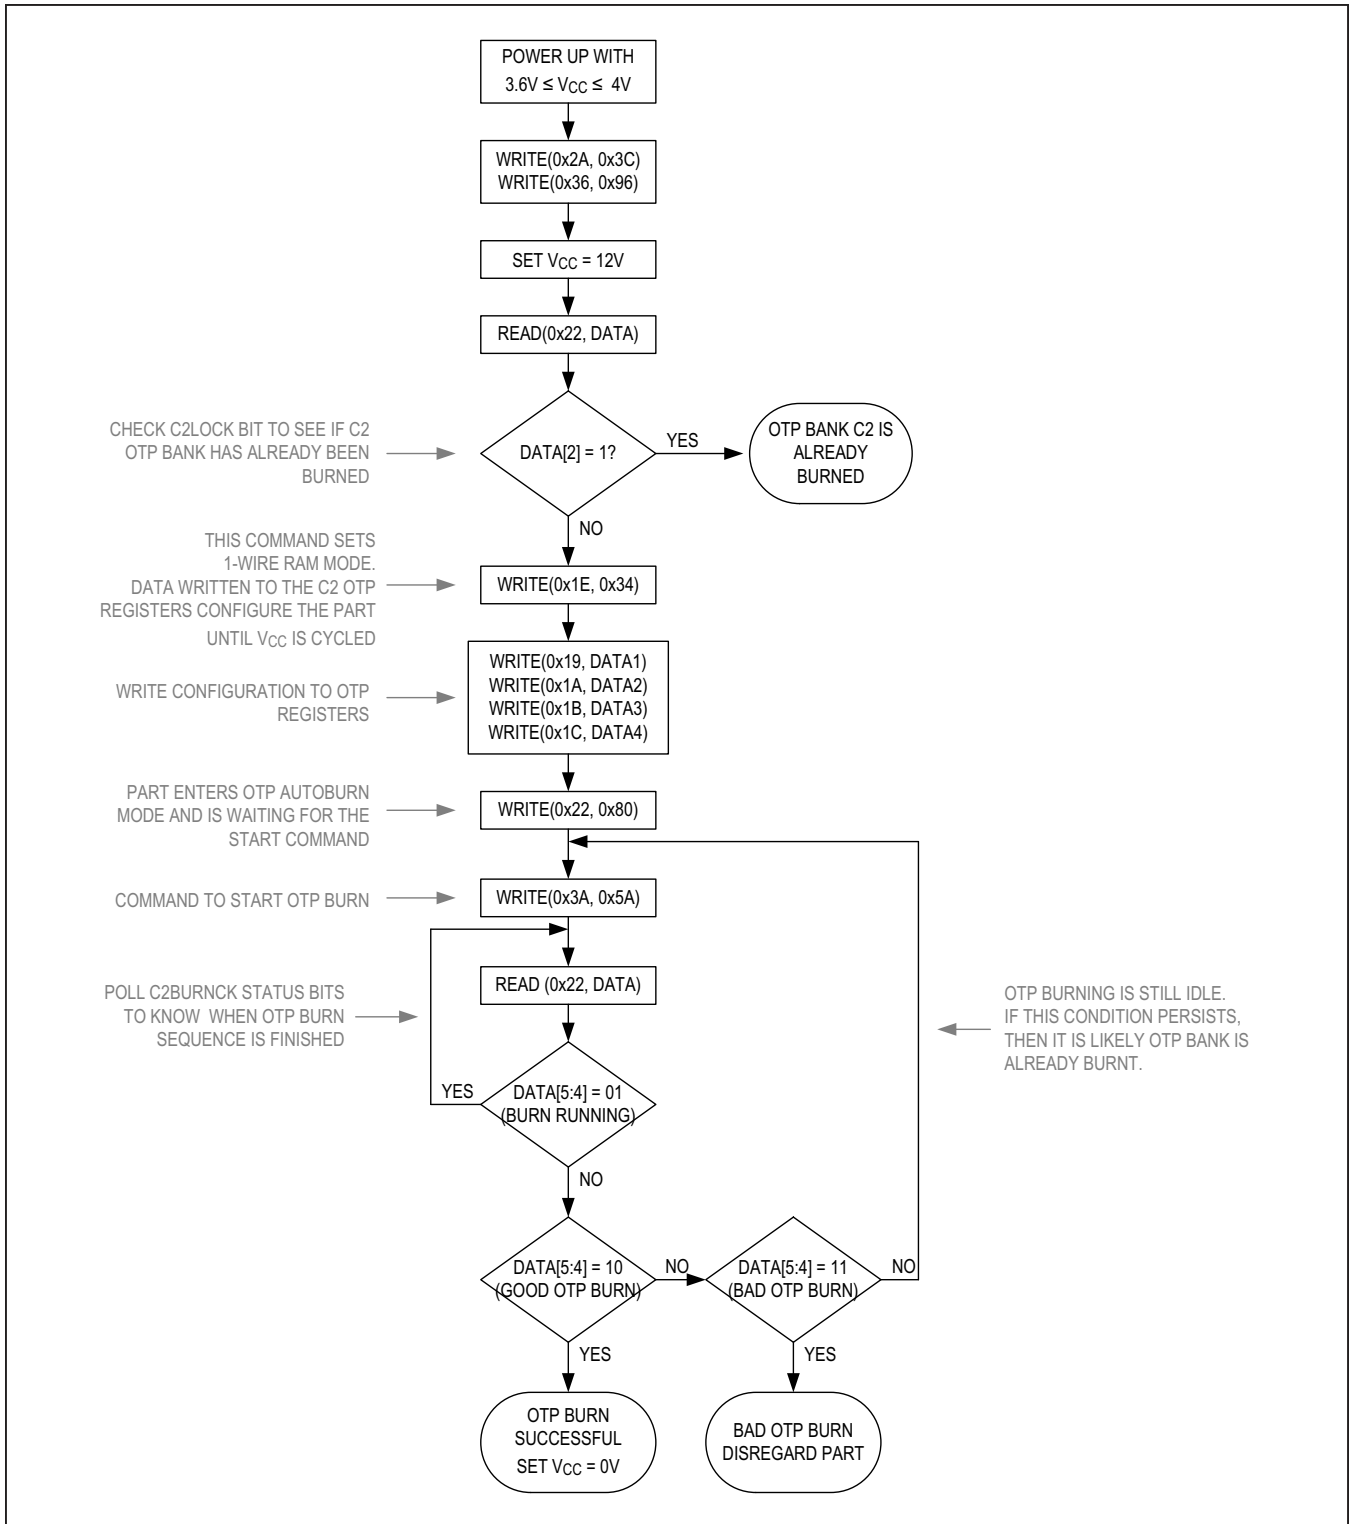 POWER UP WITH
3.6V ≤ VCC ≤ 4V
WRITE(0x2A, 0x3C)
WRITE(0x36, 0x96)
SET VCC = 12V
READ(0x22, DATA)
CHECK C2LOCK BIT TO SEE IF C2
OTP BANK HAS ALREADY BEEN
BURNED
DATA[2] = 1?
YES
OTP BANK C2 IS
ALREADY
BURNED
NO
THIS COMMAND SETS
1-WIRE RAM MODE.
DATA WRITTEN TO THE C2 OTP
REGISTERS CONFIGURE THE PART
UNTIL VCC IS CYCLED
WRITE(0x1E, 0x34)
WRITE CONFIGURATION TO OTP
REGISTERS
WRITE(0x19, DATA1)
WRITE(0x1A, DATA2)
WRITE(0x1B, DATA3)
WRITE(0x1C, DATA4)
PART ENTERS OTP AUTOBURN
MODE AND IS WAITING FOR THE
START COMMAND
WRITE(0x22, 0x80)
COMMAND TO START OTP BURN
WRITE(0x3A, 0x5A)
POLL C2BURNCK STATUS BITS
TO KNOW WHEN OTP BURN
SEQUENCE IS FINISHED
READ (0x22, DATA)
OTP BURNING IS STILL IDLE.
IF THIS CONDITION PERSISTS,
THEN IT IS LIKELY OTP BANK IS
ALREADY BURNT.
YES
DATA[5:4] = 01
(BURN RUNNING)
NO
DATA[5:4] = 10
(GOOD OTP BURN)
NO
DATA[5:4] = 11
(BAD OTP BURN)
NO
YES
YES
OTP BURN
SUCCESSFUL
SET VCC = 0V
BAD OTP BURN
DISREGARD PART